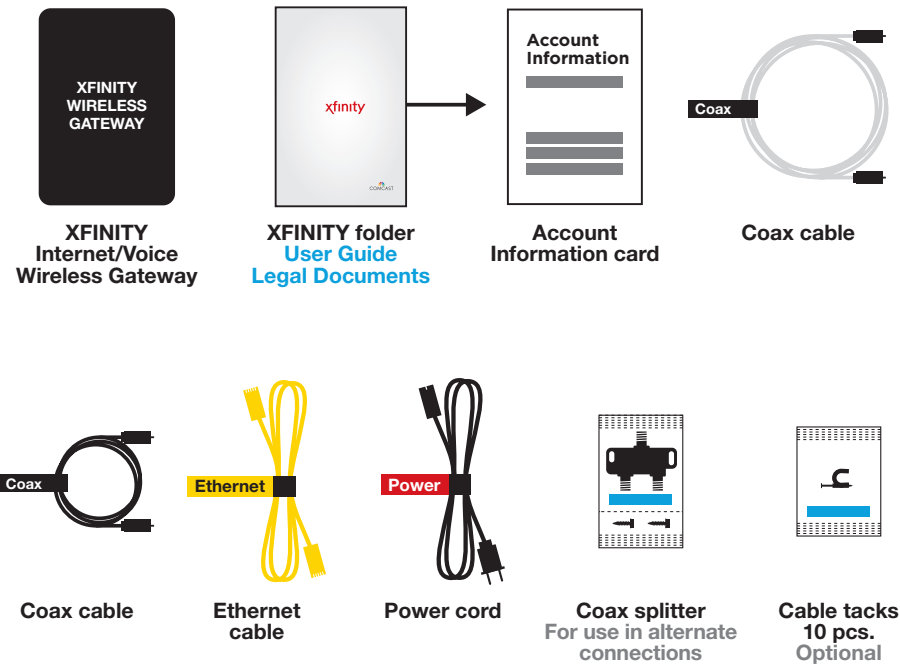 XFINITY
WIRELESS
GATEWAY
xfinity
COMCAST
Account
Information
Coax
XFINITY
Internet/Voice
Wireless Gateway
XFINITY folder
User Guide
Legal Documents
Account
Information card
Coax cable
Coax
Ethernet
Power
Coax cable
Ethernet
cable
Power cord
Coax splitter
For use in alternate
connections
Cable tacks
10 pcs.
Optional